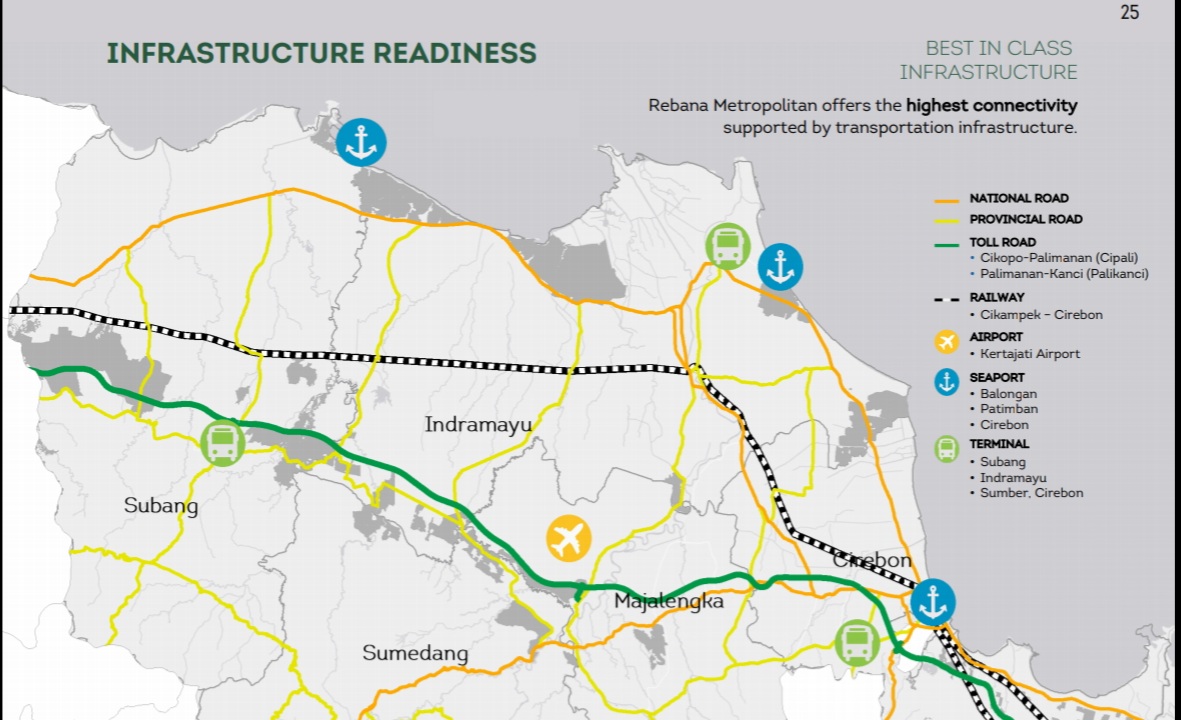 25
INFRASTRUCTURE READINESS
BEST IN CLASS
INFRASTRUCTURE
Rebana Metropolitan offers the highest connectivity
supported by transportation infrastructure.
NATIONAL ROAD
PROVINCIAL ROAD
TOLL ROAD
• Cikopo-Palimanan (Cipali)
• Palimanan-Kanci (Palikanci)
RAILWAY
• Cikampek – Cirebon
AIRPORT
• Kertajati Airport
SEAPORT
• Balongan
• Patimban
• Cirebon
TERMINAL
• Subang
• Indramayu
• Sumber, Cirebon
Indramayu
Subang
Cirebon
Majalengka
Sumedang